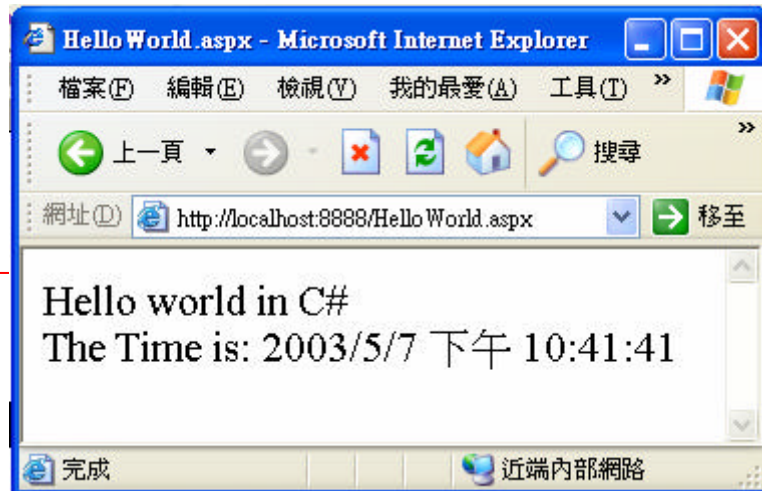 HelloWorld.aspx - Microsoft Internet Explorer
檔案(F) 編輯(E) 檢視(V) 我的最愛(A) 工具(T) »
上一頁 搜尋 »
網址(D) http://localhost:8888/HelloWorld.aspx 移至
Hello world in C#
The Time is: 2003/5/7 下午 10:41:41
完成 近端內部網路